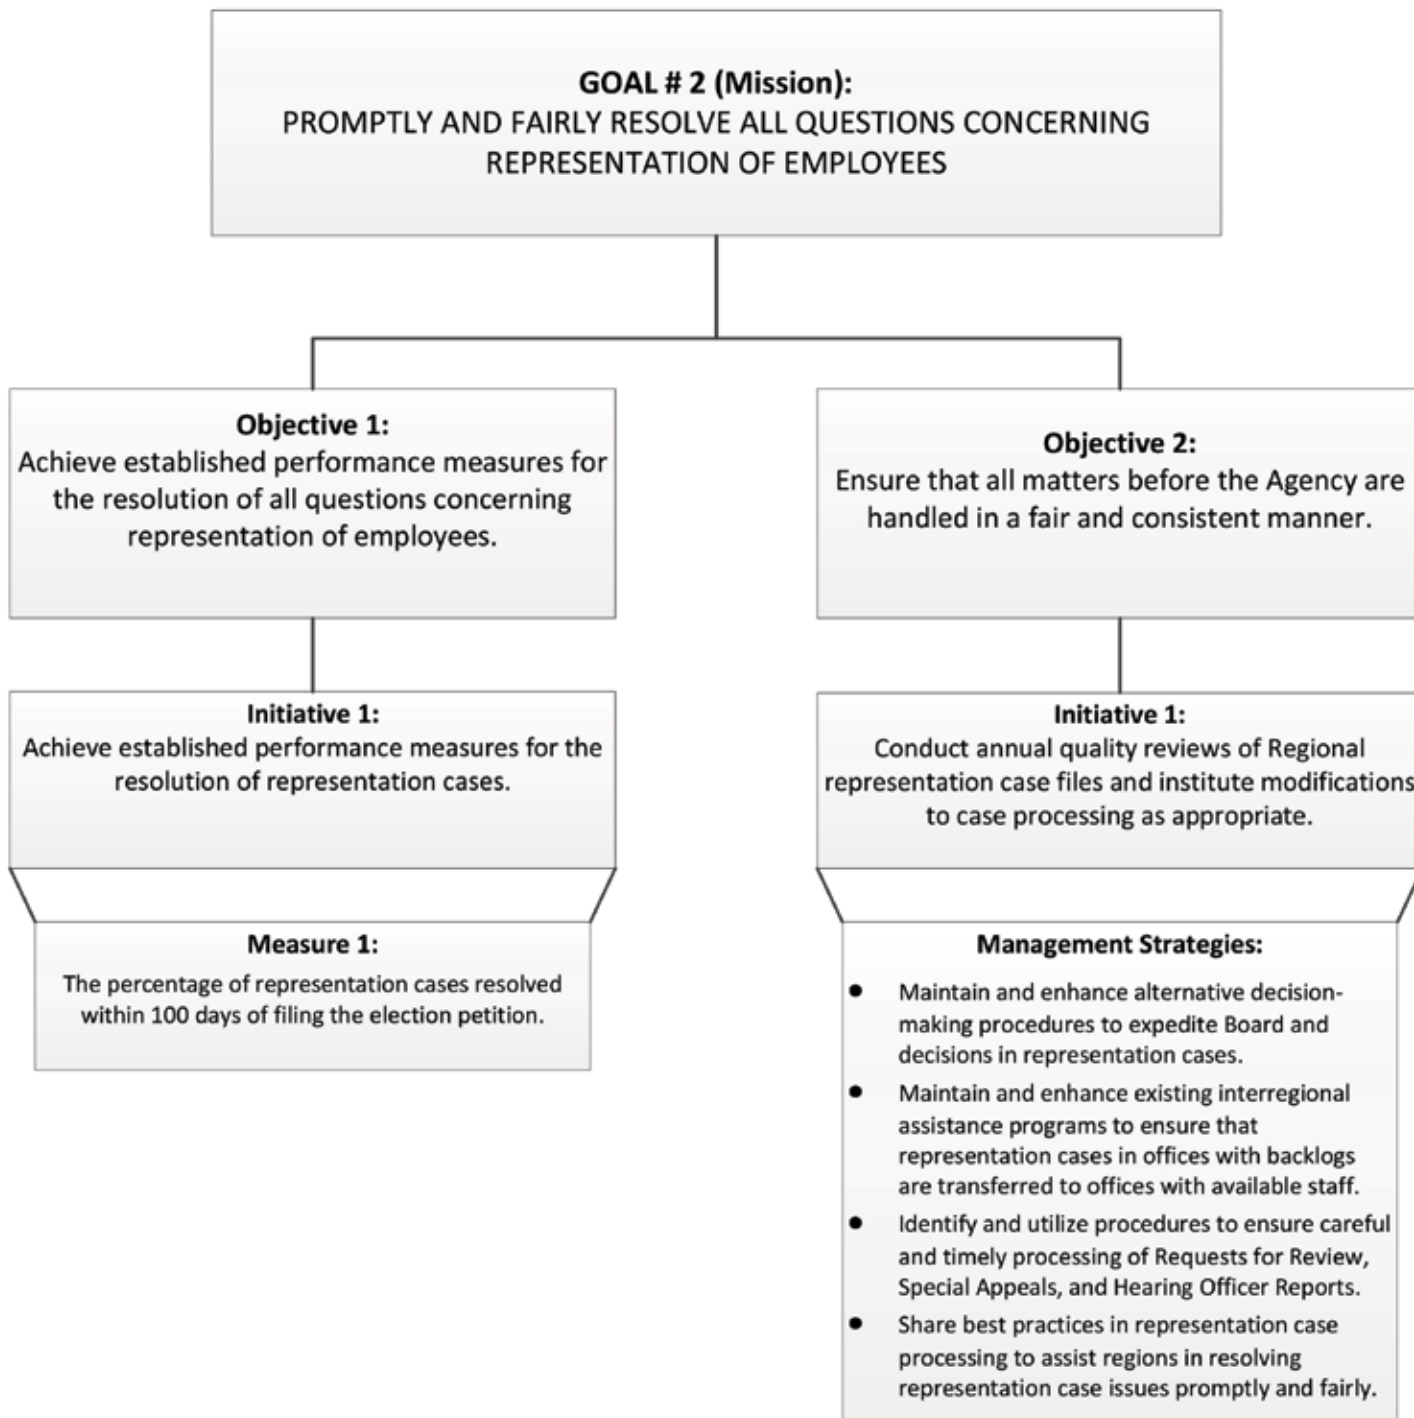 GOAL # 2 (Mission):
PROMPTLY AND FAIRLY RESOLVE ALL QUESTIONS CONCERNING
REPRESENTATION OF EMPLOYEES
Objective 1:
Achieve established performance measures for
the resolution of all questions concerning
representation of employees.
Objective 2:
Ensure that all matters before the Agency are
handled in a fair and consistent manner.
Initiative 1:
Achieve established performance measures for the
resolution of representation cases.
Initiative 1:
Conduct annual quality reviews of Regional
representation case files and institute modifications
to case processing as appropriate.
Measure 1:
The percentage of representation cases resolved
within 100 days of filing the election petition.
Management Strategies:
● Maintain and enhance alternative decision-
making procedures to expedite Board and
decisions in representation cases.
● Maintain and enhance existing interregional
assistance programs to ensure that
representation cases in offices with backlogs
are transferred to offices with available staff.
● Identify and utilize procedures to ensure careful
and timely processing of Requests for Review,
Special Appeals, and Hearing Officer Reports.
● Share best practices in representation case
processing to assist regions in resolving
representation case issues promptly and fairly.